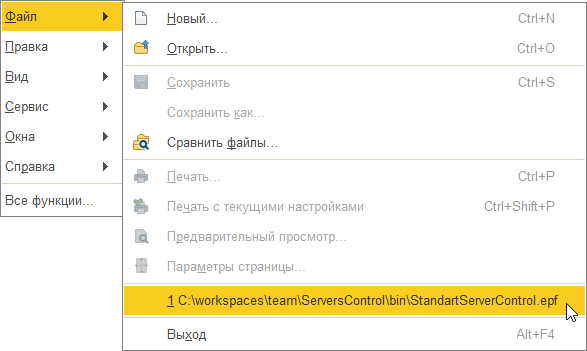 Файл
Правка
Вид
Сервис
Окна
Справка
Все функции...
Новый... Ctrl+N
Открыть... Ctrl+O
Сохранить Ctrl+S
Сохранить как...
Сравнить файлы...
Печать... Ctrl+P
Печать с текущими настройками Ctrl+Shift+P
Предварительный просмотр...
Параметры страницы...
1 C:\workspaces\team\ServersControl\bin\StandartServerControl.epf
Выход Alt+F4